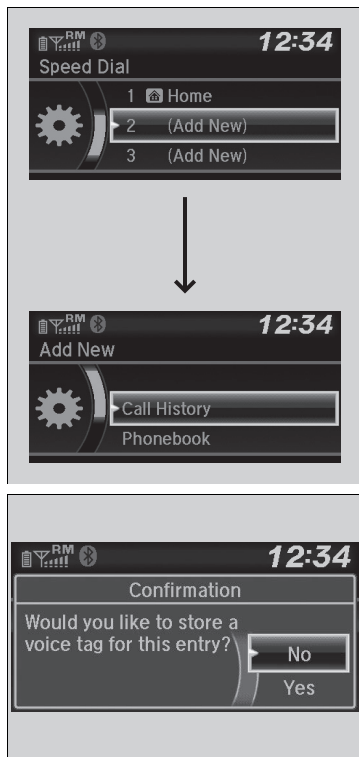 RM 12:34
Speed Dial
1 Home
2 (Add New)
3 (Add New)
RM 12:34
Add New
Call History
Phonebook
RM 12:34
Confirmation
Would you like to store a
voice tag for this entry?
No
Yes